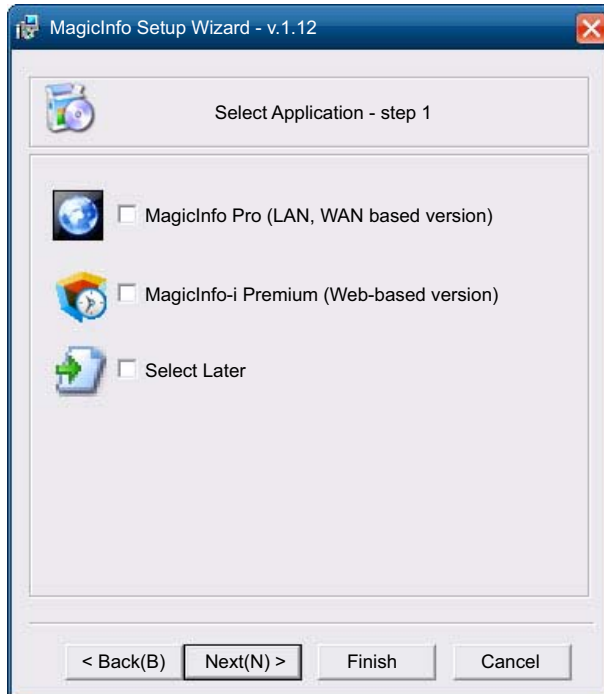 MagicInfo Setup Wizard - v.1.12
Select Application - step 1
MagicInfo Pro (LAN, WAN based version)
MagicInfo-i Premium (Web-based version)
Select Later
< Back(B) Next(N) > Finish Cancel